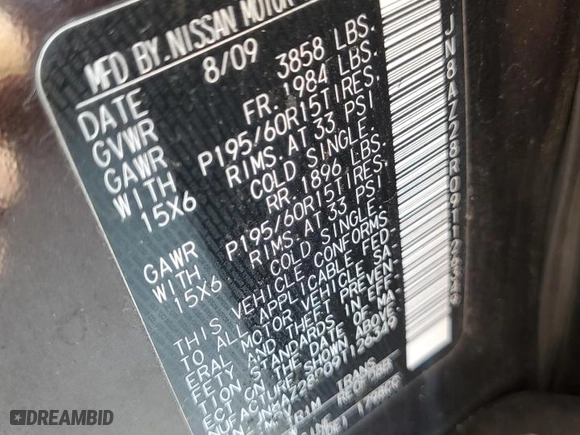 MFD BY. NISSAN MOTOR
DATE 8/09
GVWR 3858 LBS.
GAWR FR. 1984 LBS.
WITH P195/60R15TIRES
15X6 RIMS. AT 33 PSI
COLD SINGLE.
GAWR RR. 1896 LBS.
WITH P195/60R15TIRES
15X6 RIMS. AT 33 PSI
COLD SINGLE.
THIS VEHICLE CONFORMS
TO ALL APPLICABLE FED-
ERAL MOTOR VEHICLE SA-
FETY AND THEFT PREVEN-
TION STANDARDS IN EFF-
ECT ON THE DATE OF MA-
ABOVE.
TRIM TRANS
DREAMBID